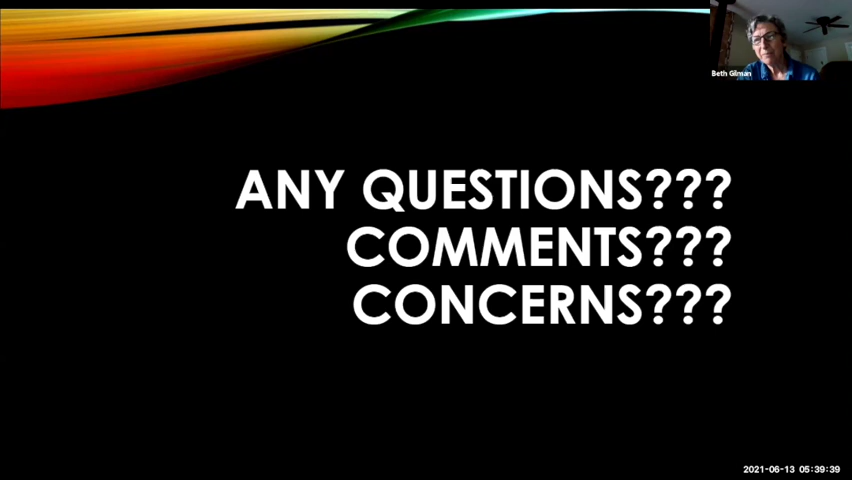 Beth Gilman
ANY QUESTIONS???
COMMENTS???
CONCERNS???
2021-06-13 05:39:39